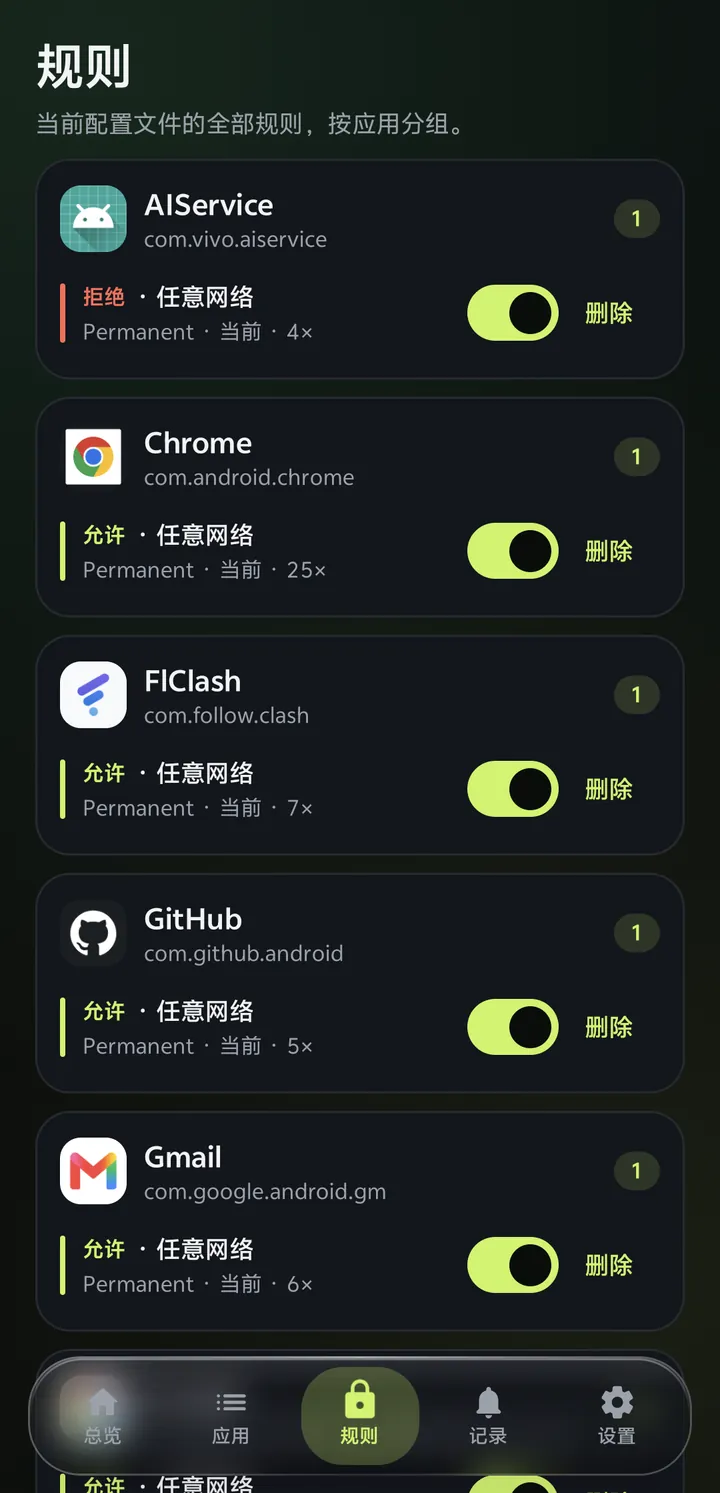 规则
当前配置文件的全部规则，按应用分组。
AIService
1
com.vivo.aiservice
拒绝 · 任意网络
删除
Permanent · 当前 · 4×
Chrome
1
com.android.chrome
允许 · 任意网络
删除
Permanent · 当前 · 25×
FlClash
1
com.follow.clash
允许 · 任意网络
删除
Permanent · 当前 · 7×
GitHub
1
com.github.android
允许 · 任意网络
删除
Permanent · 当前 · 5×
Gmail
1
com.google.android.gm
允许 · 任意网络
删除
Permanent · 当前 · 6×
总览
应用
规则
记录
设置
允许 · 任意网络